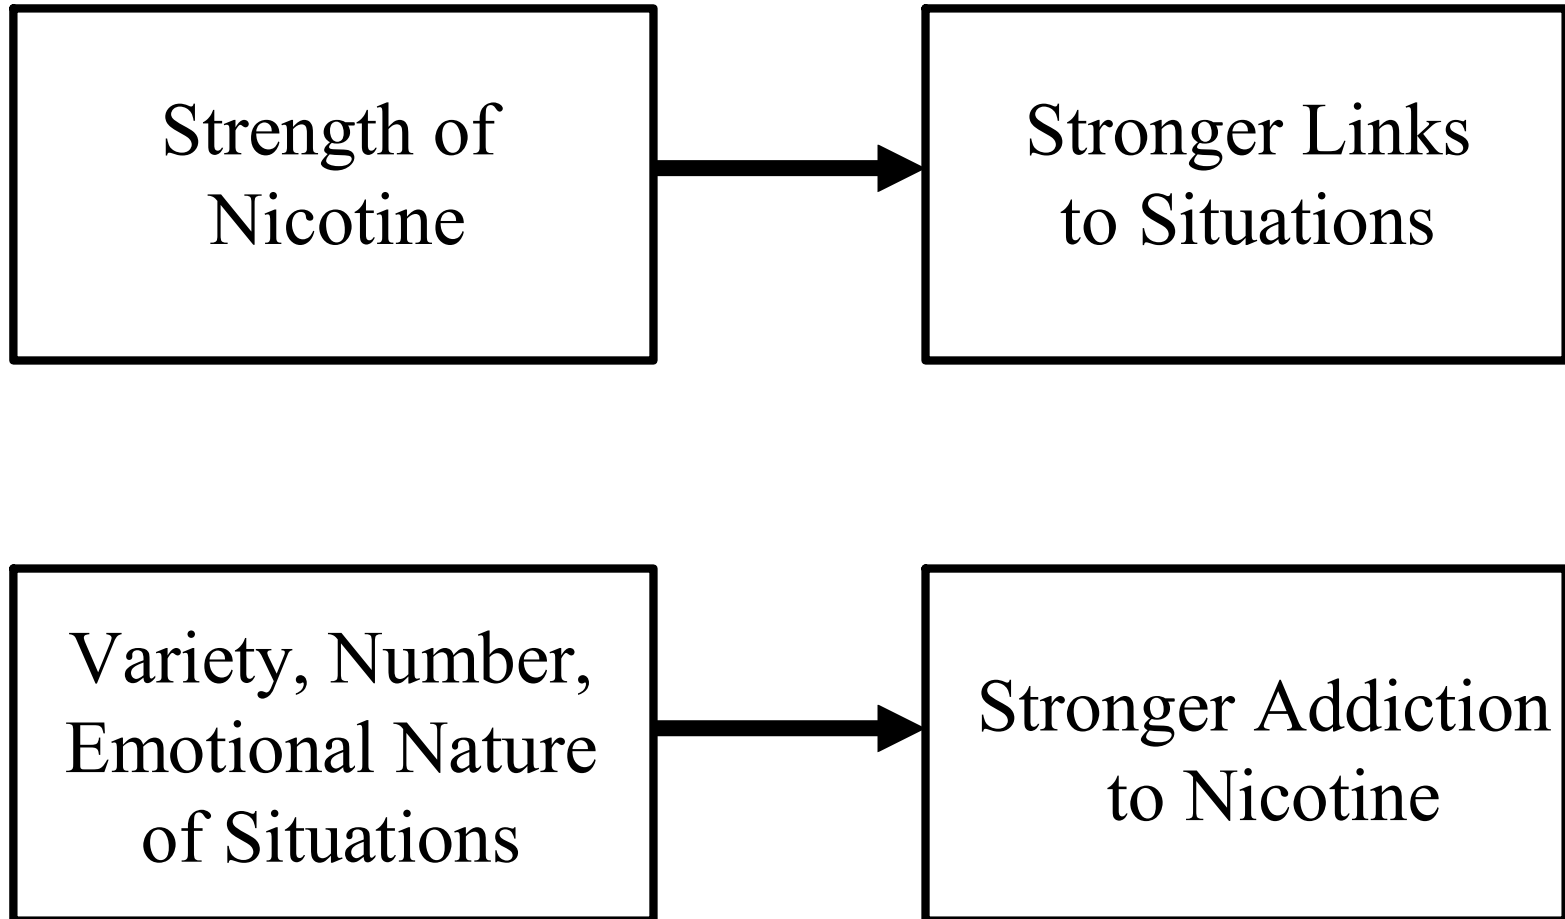 Strength of
Nicotine
Stronger Links
to Situations
Variety, Number,
Emotional Nature
of Situations
Stronger Addiction
to Nicotine